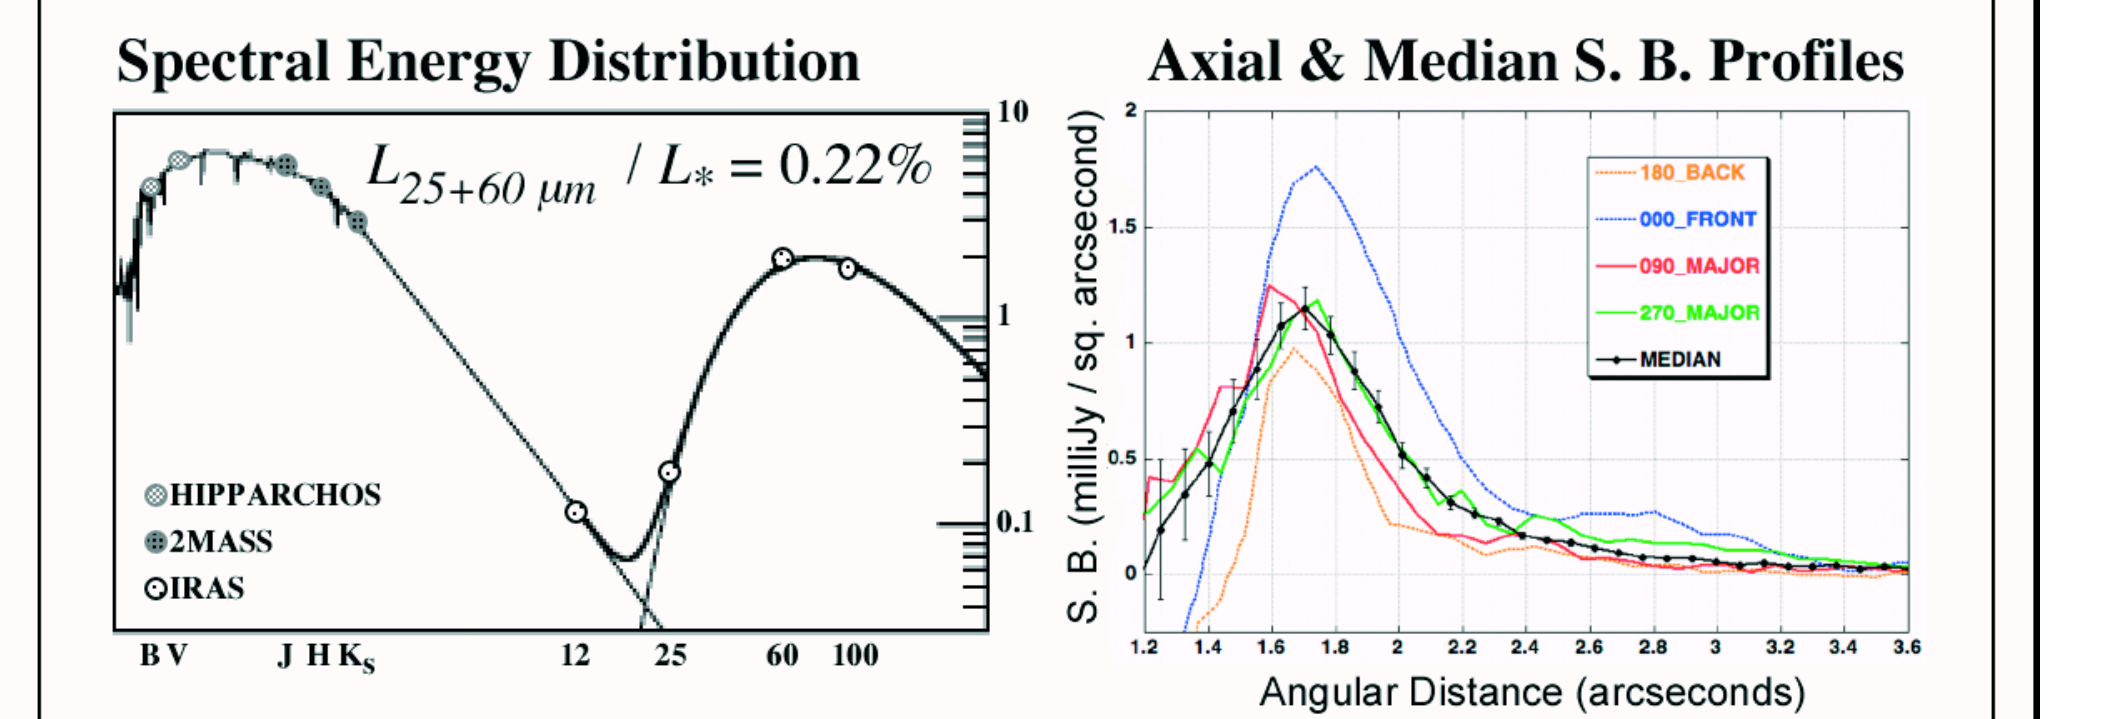 Spectral Energy Distribution
L25+60 μm / L* = 0.22%
10
1
0.1
HIPPARCHOS
2MASS
IRAS
B V J H Ks 12 25 60 100
Axial & Median S. B. Profiles
S. B. (milliJy / sq. arcsecond)
2
1.5
1
0.5
0
180_BACK
000_FRONT
090_MAJOR
270_MAJOR
MEDIAN
1.2 1.4 1.6 1.8 2 2.2 2.4 2.6 2.8 3 3.2 3.4 3.6
Angular Distance (arcseconds)